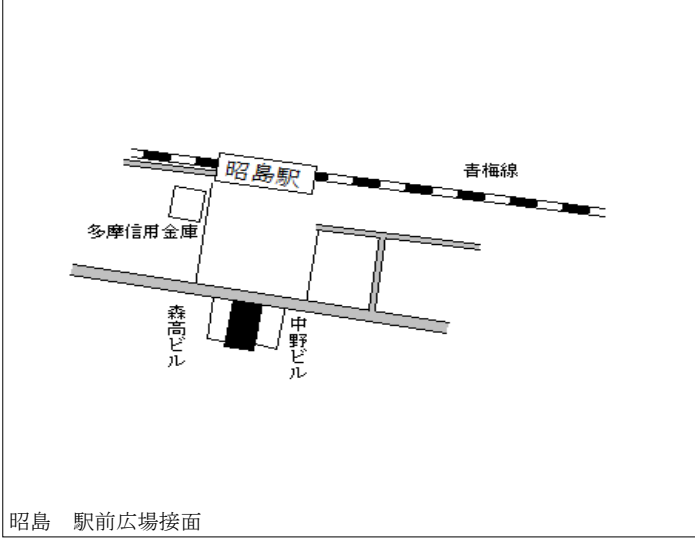 青梅線
昭島駅
多摩信用金庫
森高ビル
中野ビル
昭島　駅前広場接面